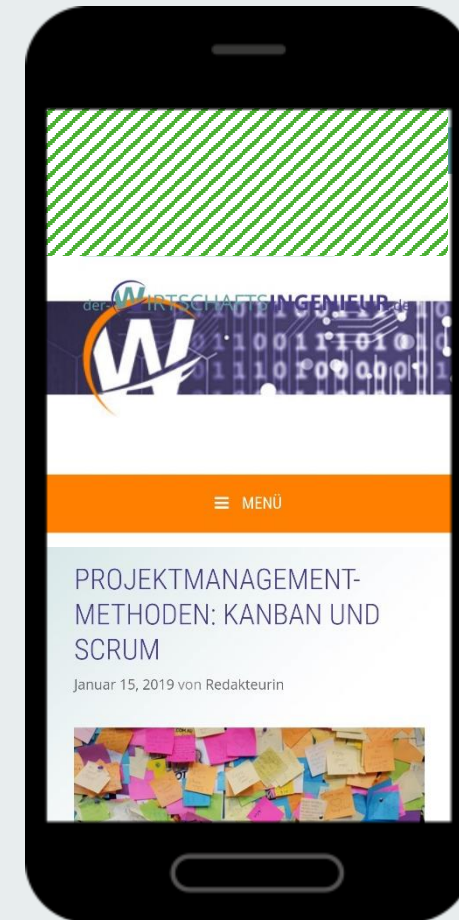 der-WIRTSCHAFTSINGENIEUR.de
W
≡ MENÜ
PROJEKTMANAGEMENT-
METHODEN: KANBAN UND
SCRUM
Januar 15, 2019 von Redakteurin